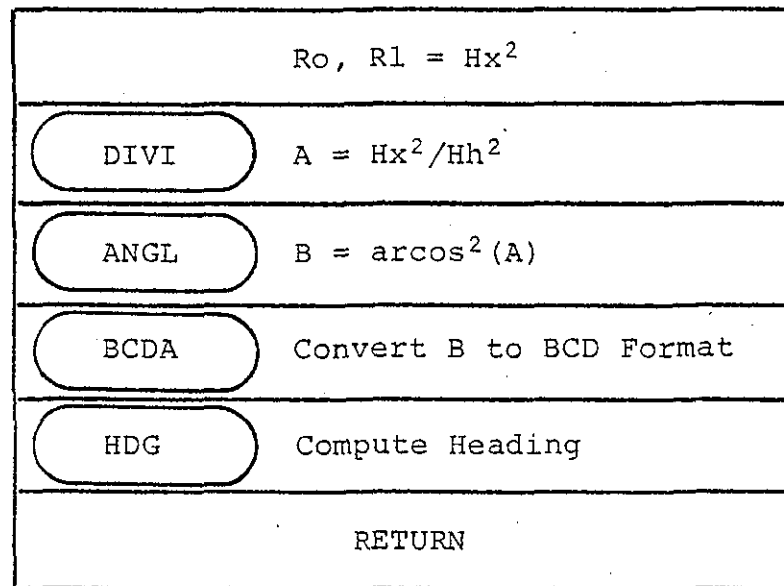 Ro, R1 = Hx²
DIVI A = Hx²/Hh²
ANGL B = arcos²(A)
BCDA Convert B to BCD Format
HDG Compute Heading
RETURN